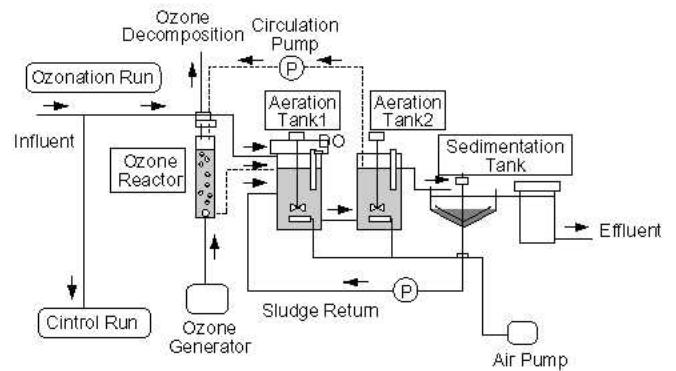 Ozone
Decomposition
Circulation
Pump
P
Ozonation Run
Aeration
Tank1
Aeration
Tank2
DO
Influent
Sedimentation
Tank
Ozone
Reactor
Effluent
P
Sludge Return
Cintrol Run
Ozone
Generator
Air Pump